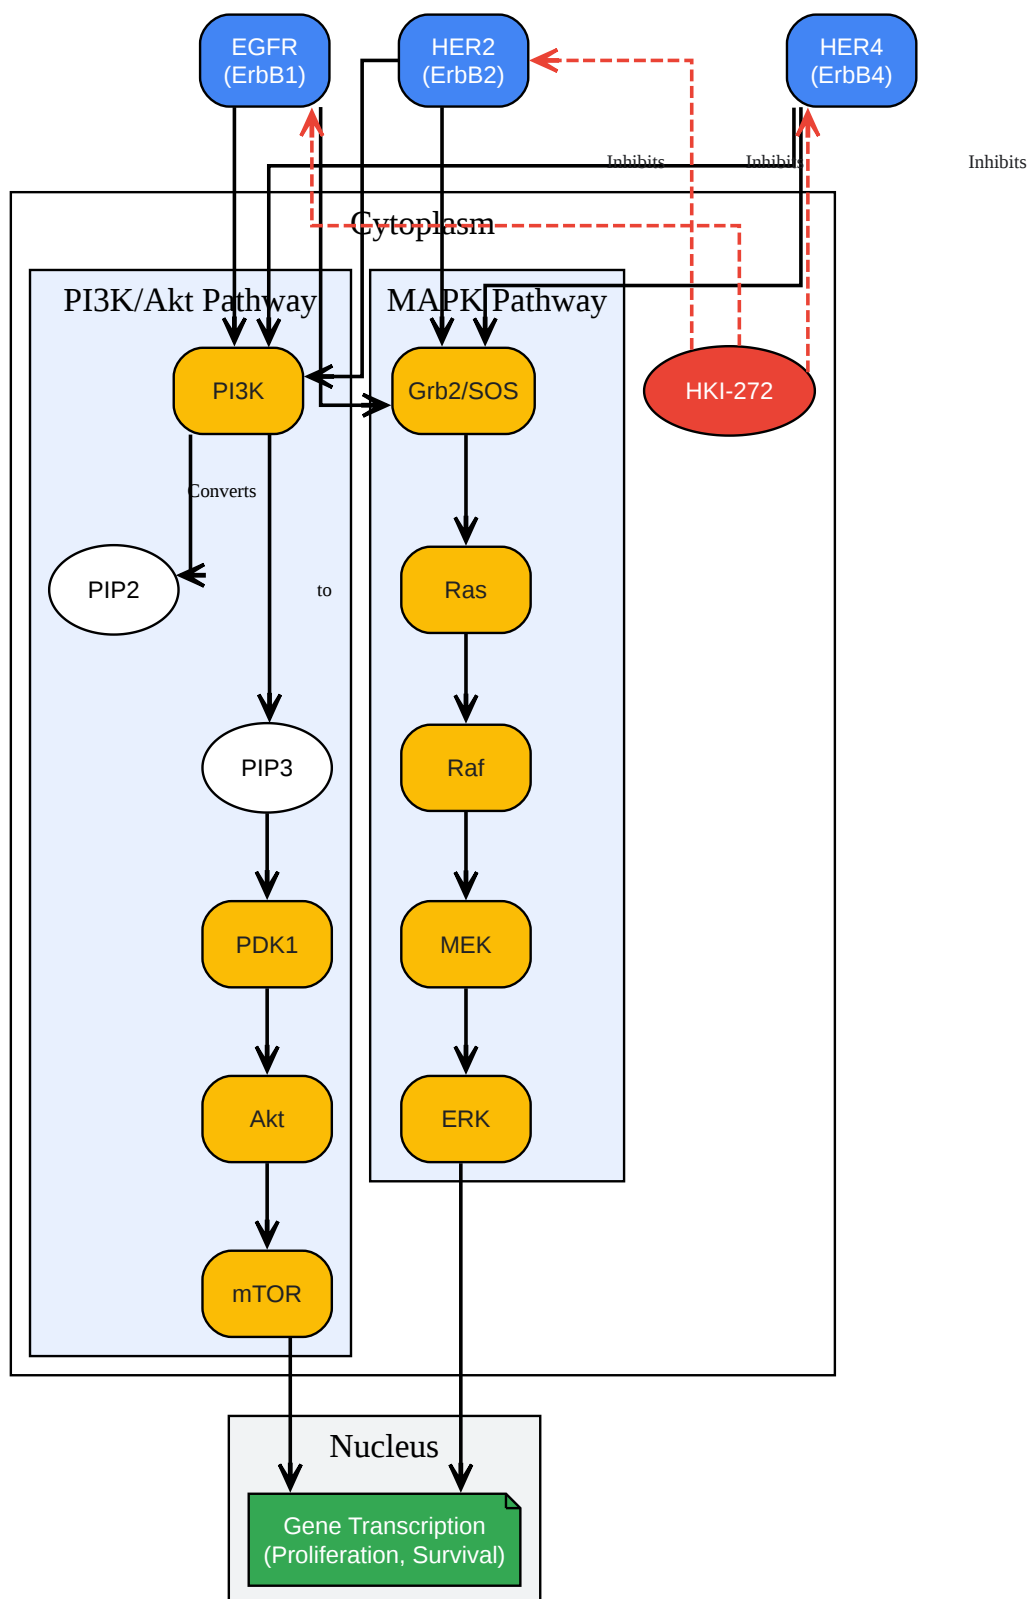 EGFR
(ErbB1)
HER2
(ErbB2)
HER4
(ErbB4)
Inhibits
Inhibits
Inhibits
Cytoplasm
PI3K/Akt Pathway
MAPK Pathway
PI3K
Grb2/SOS
HKI-272
Converts
PIP2
to
Ras
PIP3
Raf
PDK1
MEK
Akt
ERK
mTOR
Nucleus
Gene Transcription
(Proliferation, Survival)